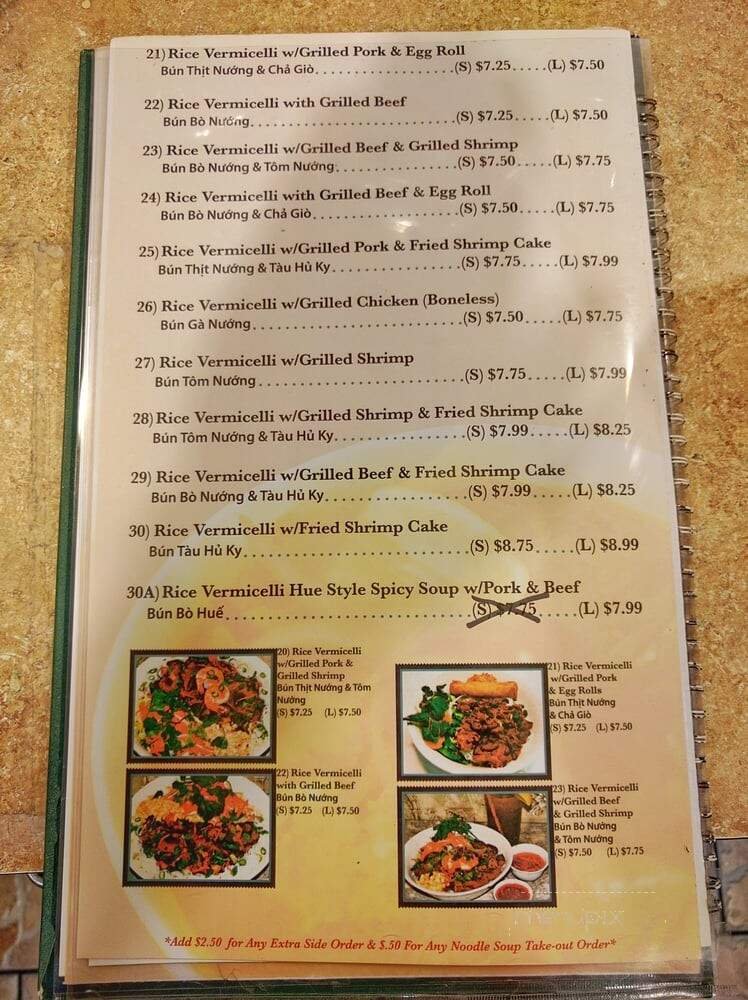 21) Rice Vermicelli w/Grilled Pork & Egg Roll
Bún Thịt Nướng & Chả Giò. . . . . . . . . . . . . . . . . .(S) $7.25. . . . .(L) $7.50
22) Rice Vermicelli with Grilled Beef
Bún Bò Nướng. . . . . . . . . . . . . . . . . . . . . . . . . .(S) $7.25. . . . .(L) $7.50
23) Rice Vermicelli w/Grilled Beef & Grilled Shrimp
Bún Bò Nướng & Tôm Nướng. . . . . . . . . . . . . . .(S) $7.50. . . . .(L) $7.75
24) Rice Vermicelli with Grilled Beef & Egg Roll
Bún Bò Nướng & Chả Giò. . . . . . . . . . . . . . . . . . .(S) $7.50. . . . .(L) $7.75
25) Rice Vermicelli w/Grilled Pork & Fried Shrimp Cake
Bún Thịt Nướng & Tàu Hủ Ky. . . . . . . . . . . . . . . .(S) $7.75. . . . .(L) $7.99
26) Rice Vermicelli w/Grilled Chicken (Boneless)
Bún Gà Nướng. . . . . . . . . . . . . . . . . . . . . . . . . . .(S) $7.50. . . . .(L) $7.75
27) Rice Vermicelli w/Grilled Shrimp
Bún Tôm Nướng. . . . . . . . . . . . . . . . . . . . . . . . . .(S) $7.75. . . . .(L) $7.99
28) Rice Vermicelli w/Grilled Shrimp & Fried Shrimp Cake
Bún Tôm Nướng & Tàu Hủ Ky. . . . . . . . . . . . . . . .(S) $7.99. . . . .(L) $8.25
29) Rice Vermicelli w/Grilled Beef & Fried Shrimp Cake
Bún Bò Nướng & Tàu Hủ Ky. . . . . . . . . . . . . . . . . .(S) $7.99. . . . .(L) $8.25
30) Rice Vermicelli w/Fried Shrimp Cake
Bún Tàu Hủ Ky. . . . . . . . . . . . . . . . . . . . . . . . . . . .(S) $8.75. . . . .(L) $8.99
30A) Rice Vermicelli Hue Style Spicy Soup w/Pork & Beef
Bún Bò Huế. . . . . . . . . . . . . . . . . . . . . . . . . . . . . .(S) $7.75. . . . .(L) $7.99
20) Rice Vermicelli
w/Grilled Pork &
Grilled Shrimp
Bún Thịt Nướng & Tôm
Nướng
(S) $7.25 (L) $7.50
21) Rice Vermicelli
w/Grilled Pork
& Egg Rolls
Bún Thịt Nướng
& Chả Giò
(S) $7.25 (L) $7.50
22) Rice Vermicelli
with Grilled Beef
Bún Bò Nướng
(S) $7.25 (L) $7.50
23) Rice Vermicelli
w/Grilled Beef
& Grilled Shrimp
Bún Bò Nướng
& Tôm Nướng
(S) $7.50 (L) $7.75
*Add $2.50 for Any Extra Side Order & $.50 For Any Noodle Soup Take-out Order*